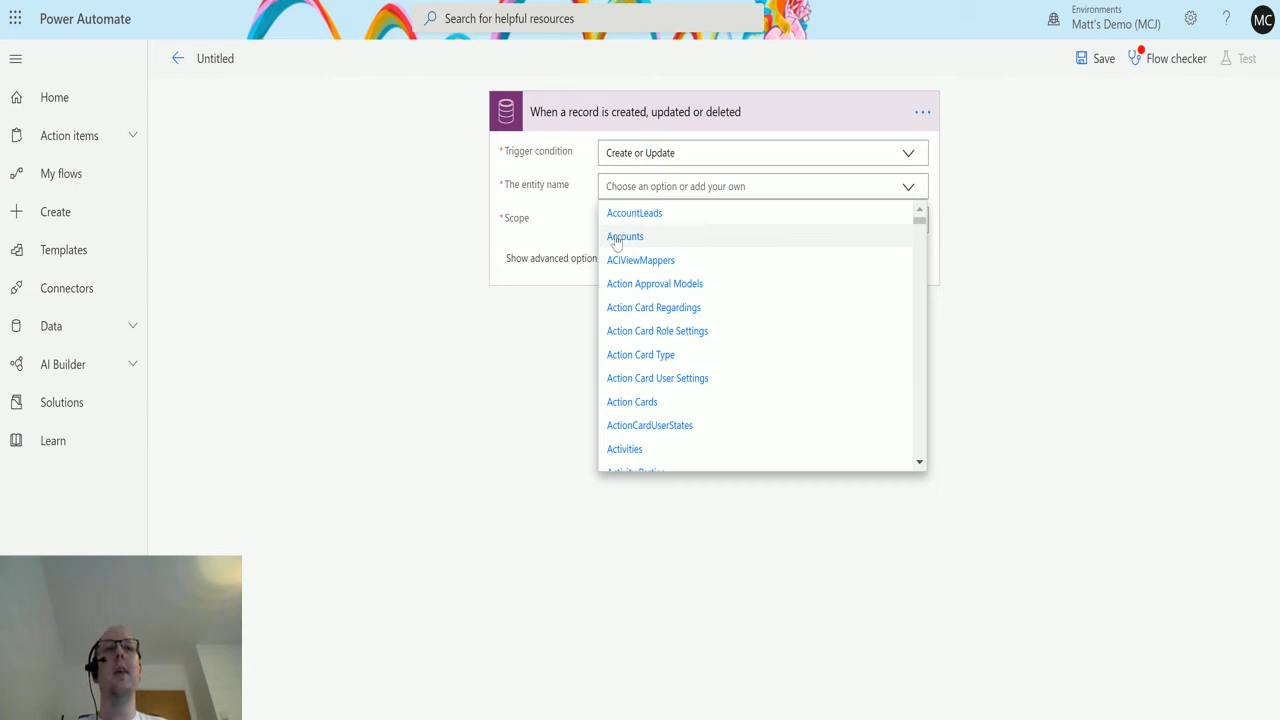 Power Automate
Search for helpful resources
Environments
Matt's Demo (MCJ)
?
MC
Untitled
Save
Flow checker
Test
Home
Action items
My flows
Create
Templates
Connectors
Data
AI Builder
Solutions
Learn
When a record is created, updated or deleted
* Trigger condition
Create or Update
* The entity name
Choose an option or add your own
* Scope
Show advanced option
AccountLeads
Accounts
ACIViewMappers
Action Approval Models
Action Card Regardings
Action Card Role Settings
Action Card Type
Action Card User Settings
Action Cards
ActionCardUserStates
Activities